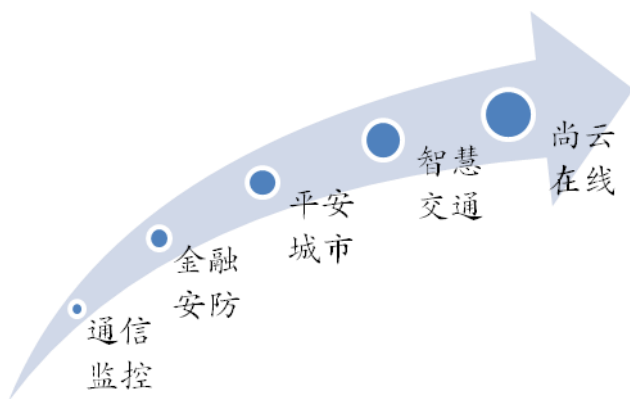 通信
监控
金融
安防
平安
城市
智慧
交通
尚云
在线